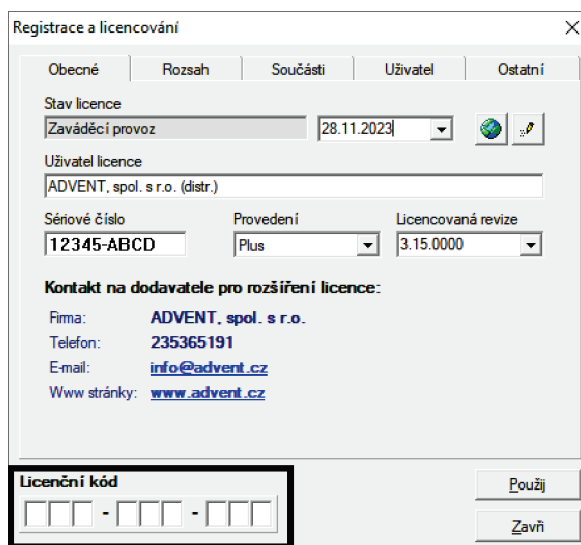 Registrace a licencování
Obecné Rozsah Součásti Uživatel Ostatní
Stav licence
Zaváděcí provoz 28.11.2023
Uživatel licence
ADVENT, spol. s r.o. (distr.)
Sériové číslo Provedení Licencovaná revize
12345-ABCD Plus 3.15.0000
Kontakt na dodavatele pro rozšíření licence:
Firma: ADVENT, spol. s r.o.
Telefon: 235365191
E-mail: info@advent.cz
Www stránky: www.advent.cz
Licenční kód
- -
Použij
Zavři